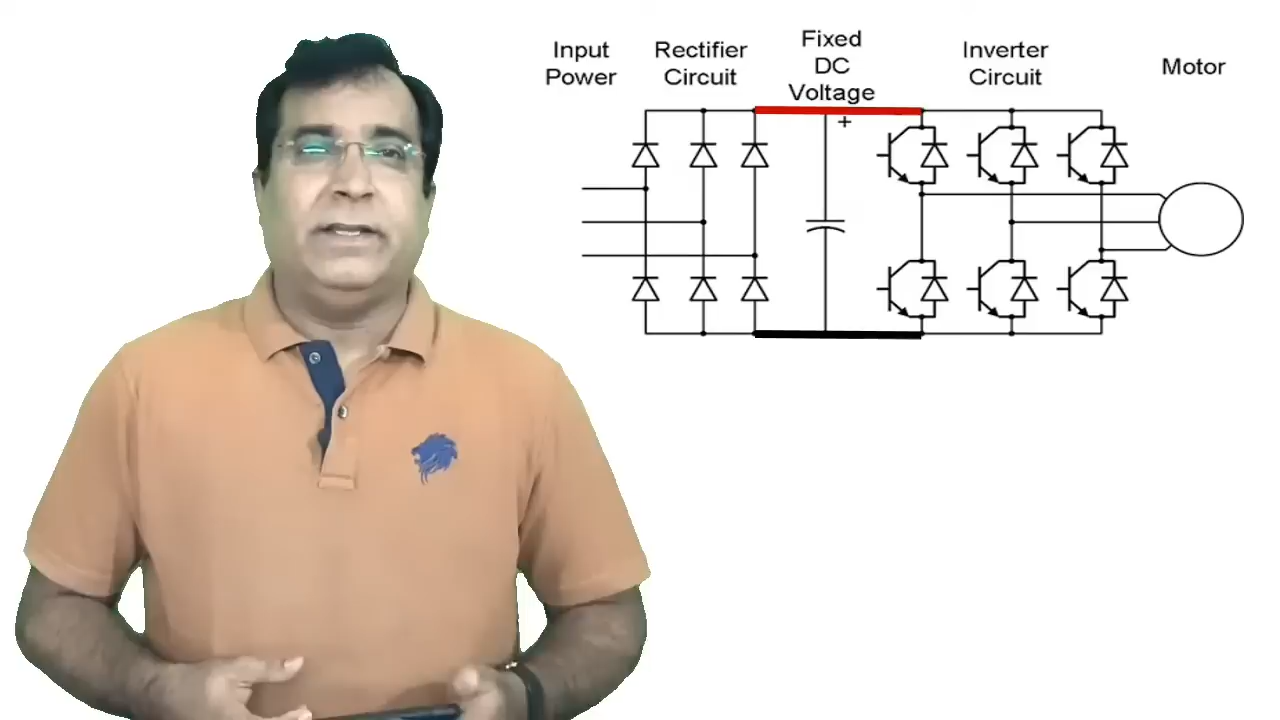 Input
Power
Rectifier
Circuit
Fixed
DC
Voltage
+
Inverter
Circuit
Motor